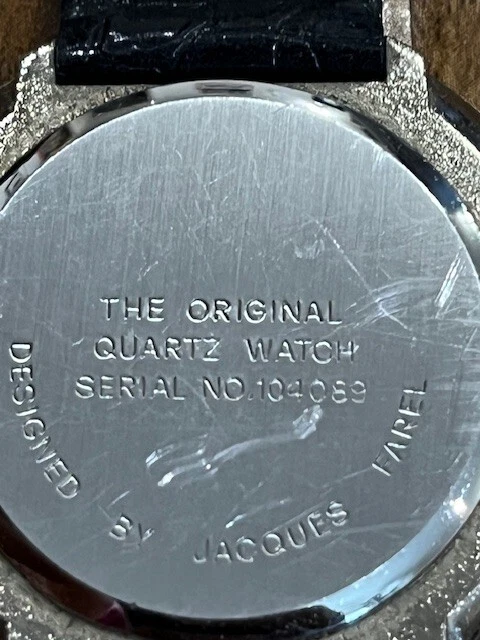 THE ORIGINAL
QUARTZ WATCH
SERIAL NO.104089
DESIGNED BY JACQUES FAREL